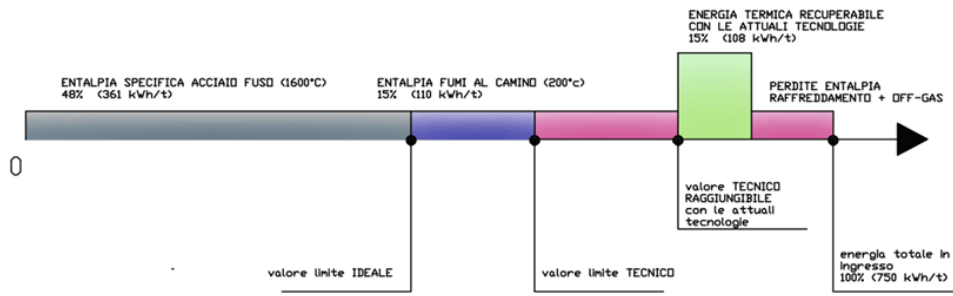 ENERGIA TERMICA RECUPERABILE
CON LE ATTUALI TECNOLOGIE
15% (108 kWh/t)
ENTALPIA SPECIFICA ACCIAIO FUSO (1600°C)
48% (361 kWh/t)
ENTALPIA FUMI AL CAMINO (200°c)
15% (110 kWh/t)
PERDITE ENTALPIA
RAFFREDDAMENTO + OFF-GAS
0
valore TECNICO
RAGGIUNGIBILE
con le attuali
tecnologie
valore limite IDEALE
valore limite TECNICO
energia totale in
ingresso
100% (750 kWh/t)